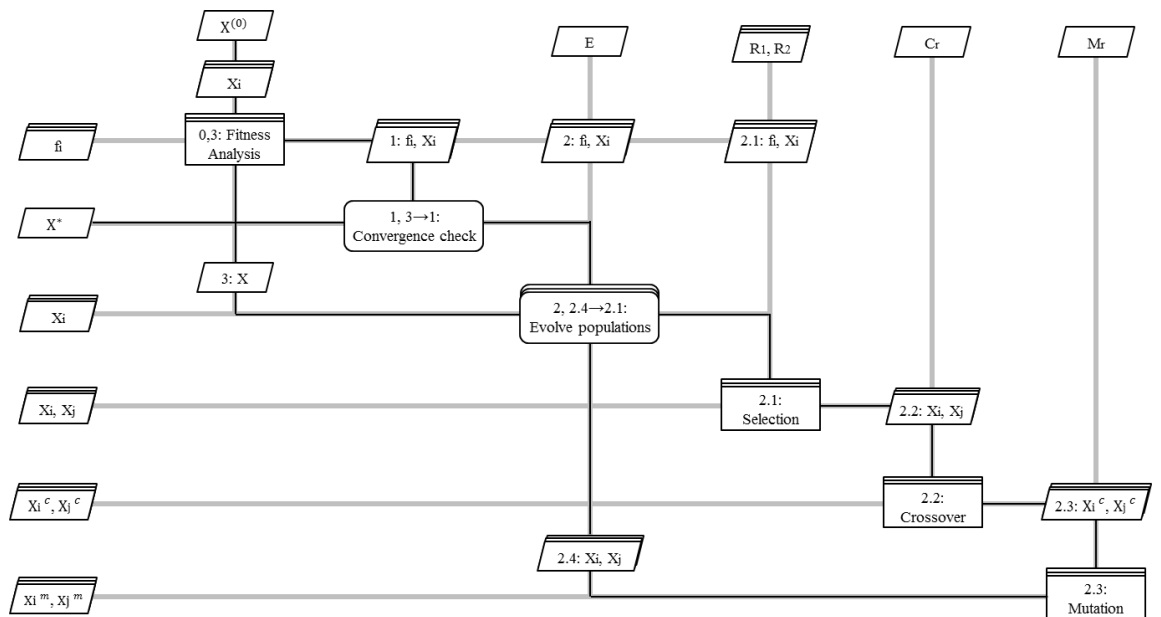 X⁽⁰⁾
E
R1, R2
Cr
Mr
Xi
fi
0,3: Fitness
Analysis
1: fi, Xi
2: fi, Xi
2.1: fi, Xi
X*
1, 3→1:
Convergence check
3: X
Xi
2, 2.4→2.1:
Evolve populations
Xi, Xj
2.1:
Selection
2.2: Xi, Xj
Xi ᶜ, Xj ᶜ
2.2:
Crossover
2.3: Xi ᶜ, Xj ᶜ
2.4: Xi, Xj
Xi ᵐ, Xj ᵐ
2.3:
Mutation